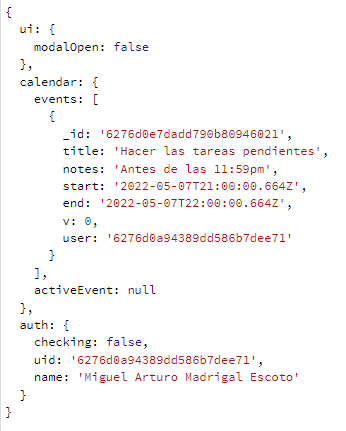 {
  ui: {
    modalOpen: false
  },
  calendar: {
    events: [
      {
        _id: '6276d0e7dadd790b80946021',
        title: 'Hacer las tareas pendientes',
        notes: 'Antes de las 11:59pm',
        start: '2022-05-07T21:00:00.664Z',
        end: '2022-05-07T22:00:00.664Z',
        v: 0,
        user: '6276d0a94389dd586b7dee71'
      }
    ],
    activeEvent: null
  },
  auth: {
    checking: false,
    uid: '6276d0a94389dd586b7dee71',
    name: 'Miguel Arturo Madrigal Escoto'
  }
}